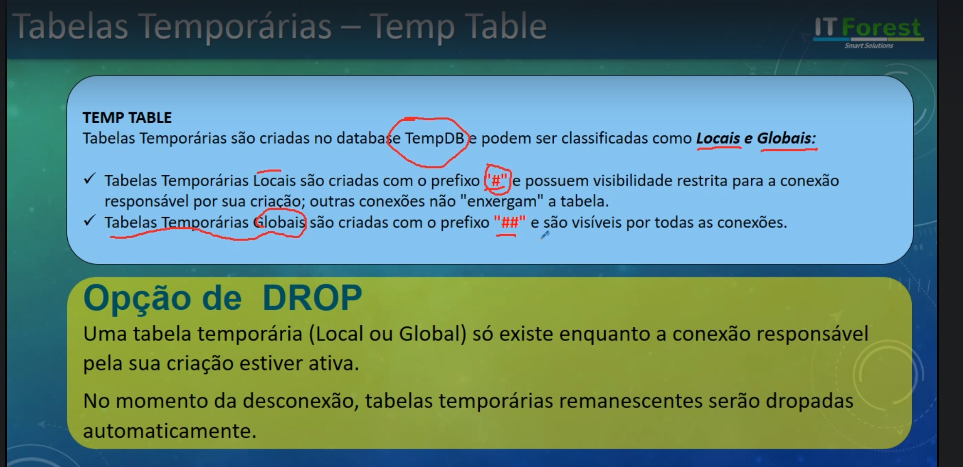 Tabelas Temporárias – Temp Table
IT Forest
Smart Solutions
TEMP TABLE
Tabelas Temporárias são criadas no database TempDB e podem ser classificadas como Locais e Globais:
✓ Tabelas Temporárias Locais são criadas com o prefixo "#" e possuem visibilidade restrita para a conexão
responsável por sua criação; outras conexões não "enxergam" a tabela.
✓ Tabelas Temporárias Globais são criadas com o prefixo "##" e são visíveis por todas as conexões.
Opção de DROP
Uma tabela temporária (Local ou Global) só existe enquanto a conexão responsável
pela sua criação estiver ativa.
No momento da desconexão, tabelas temporárias remanescentes serão dropadas
automaticamente.